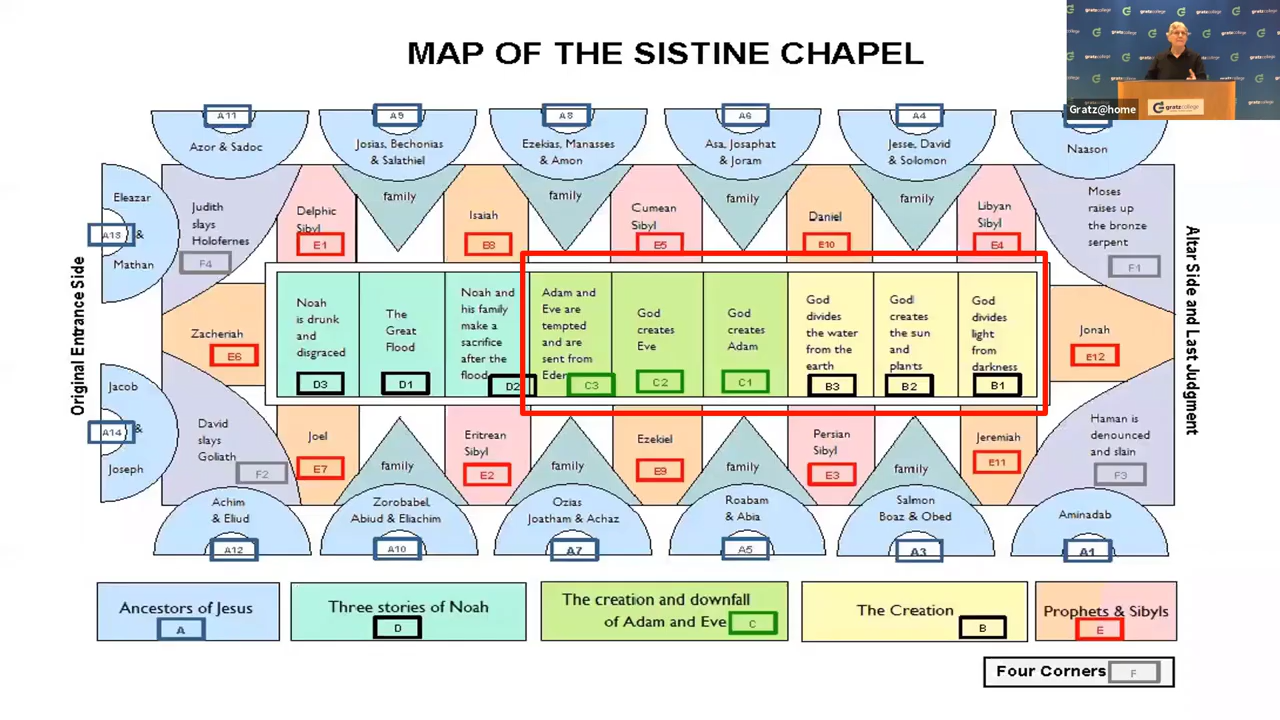 MAP OF THE SISTINE CHAPEL
gratzcollege
gratzcollege
Gratz@home
A11
A9
A8
A6
A4
Azor & Sadoc
Josias, Bechonias
& Salathiel
Ezekias, Manasses
& Amon
Asa, Josaphat
& Joram
Jesse, David
& Solomon
Naason
Eleazar
A13
&
Mathan
Judith
slays
Holofernes
F4
Delphic
Sibyl
E1
family
Isaiah
E8
family
Cumean
Sibyl
E5
family
Daniel
E10
family
Libyan
Sibyl
E4
Moses
raises up
the bronze
serpent
F1
Original Entrance Side
Altar Side and Last Judgment
Zacheriah
E6
Noah
is drunk
and
disgraced
D3
The
Great
Flood
D1
Noah and
his family
make a
sacrifice
after the
flood
D2
Adam and
Eve are
tempted
and are
sent from
Eden
C3
God
creates
Eve
C2
God
creates
Adam
C1
God
divides
the water
from the
earth
B3
God
creates
the sun
and
plants
B2
God
divides
light
from
darkness
B1
Jonah
E12
Jacob
A14
&
Joseph
David
slays
Goliath
F2
Joel
E7
family
Eritrean
Sibyl
E2
family
Ezekiel
E9
family
Persian
Sibyl
E3
family
Jeremiah
E11
Haman is
denounced
and slain
F3
Achim
& Eliud
A12
Zorobabel,
Abiud & Eliachim
A10
Ozias
Joatham & Achaz
A7
Roabam
& Abia
A5
Salmon
Boaz & Obed
A3
Aminadab
A1
Ancestors of Jesus
A
Three stories of Noah
D
The creation and downfall
of Adam and Eve
C
The Creation
B
Prophets & Sibyls
E
Four Corners
F